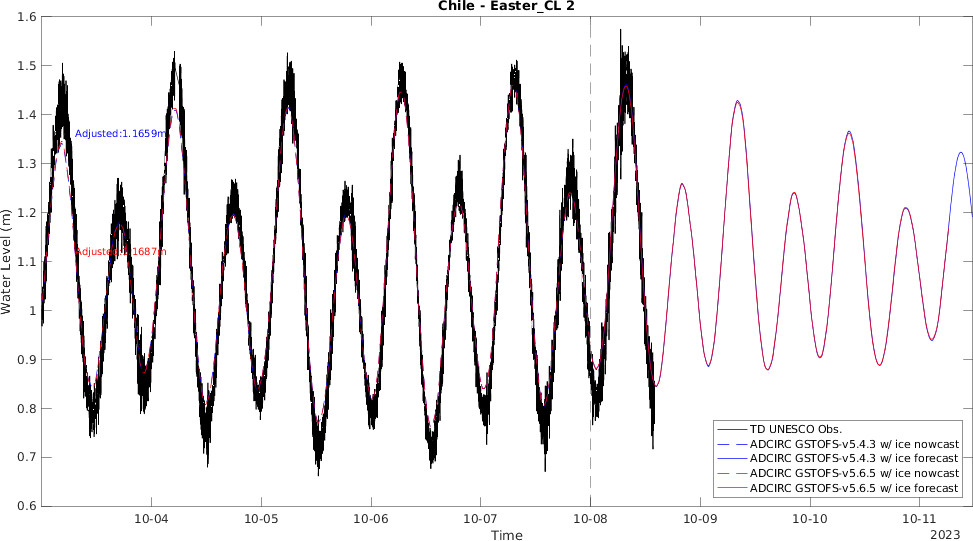 Chile - Easter_CL 2
1.6
1.5
1.4
1.3
1.2
1.1
1
0.9
0.8
0.7
0.6
Water Level (m)
Adjusted:1.1659m
Adjusted:1.1687m
TD UNESCO Obs.
ADCIRC GSTOFS-v5.4.3 w/ ice nowcast
ADCIRC GSTOFS-v5.4.3 w/ ice forecast
ADCIRC GSTOFS-v5.6.5 w/ ice nowcast
ADCIRC GSTOFS-v5.6.5 w/ ice forecast
10-04 10-05 10-06 10-07 10-08 10-09 10-10 10-11
Time
2023